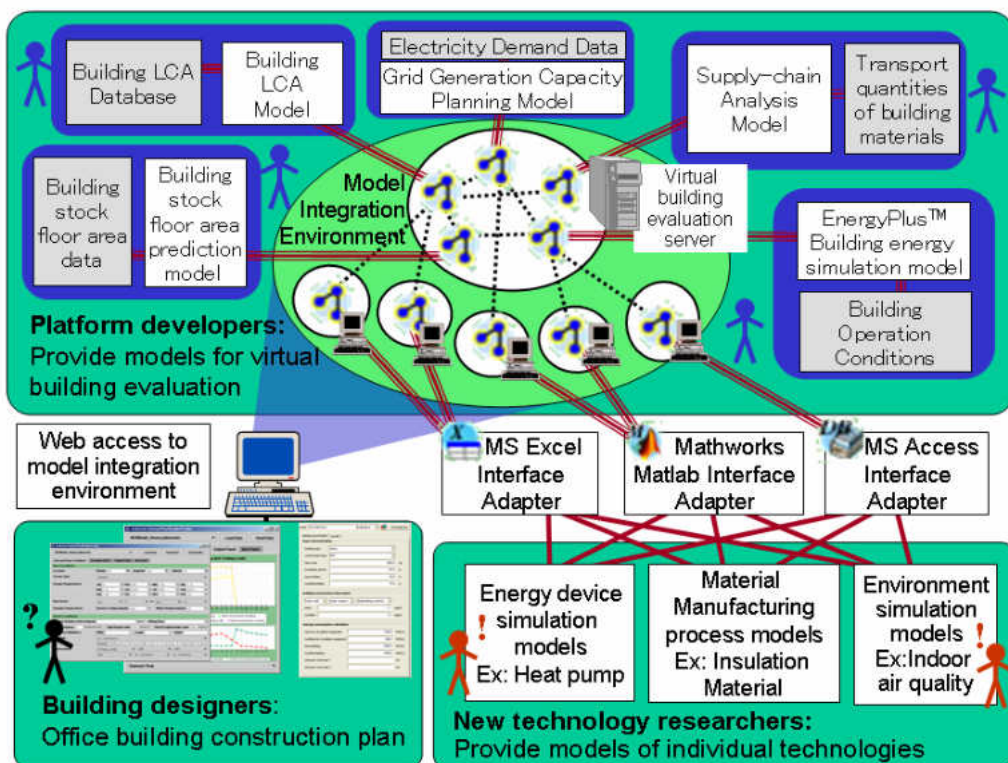 Building LCA
Database
Building
LCA
Model
Electricity Demand Data
Grid Generation Capacity
Planning Model
Supply-chain
Analysis
Model
Transport
quantities
of building
materials
Building
stock
floor area
data
Building
stock
floor area
prediction
model
Model
Integration
Environment
Virtual
building
evaluation
server
EnergyPlus™
Building energy
simulation model
Building
Operation
Conditions
Platform developers:
Provide models for virtual
building evaluation
Web access to
model integration
environment
X
MS Excel
Interface
Adapter
M
Mathworks
Matlab Interface
Adapter
DB
MS Access
Interface
Adapter
?
Building designers:
Office building construction plan
Energy device
simulation
models
Ex: Heat pump
!
Material
Manufacturing
process models
Ex: Insulation
Material
Environment
simulation
models
Ex:Indoor
air quality
!
New technology researchers:
Provide models of individual technologies